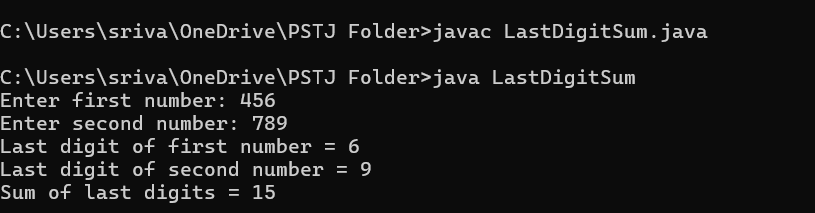 C:\Users\sriva\OneDrive\PSTJ Folder>javac LastDigitSum.java
C:\Users\sriva\OneDrive\PSTJ Folder>java LastDigitSum
Enter first number: 456
Enter second number: 789
Last digit of first number = 6
Last digit of second number = 9
Sum of last digits = 15